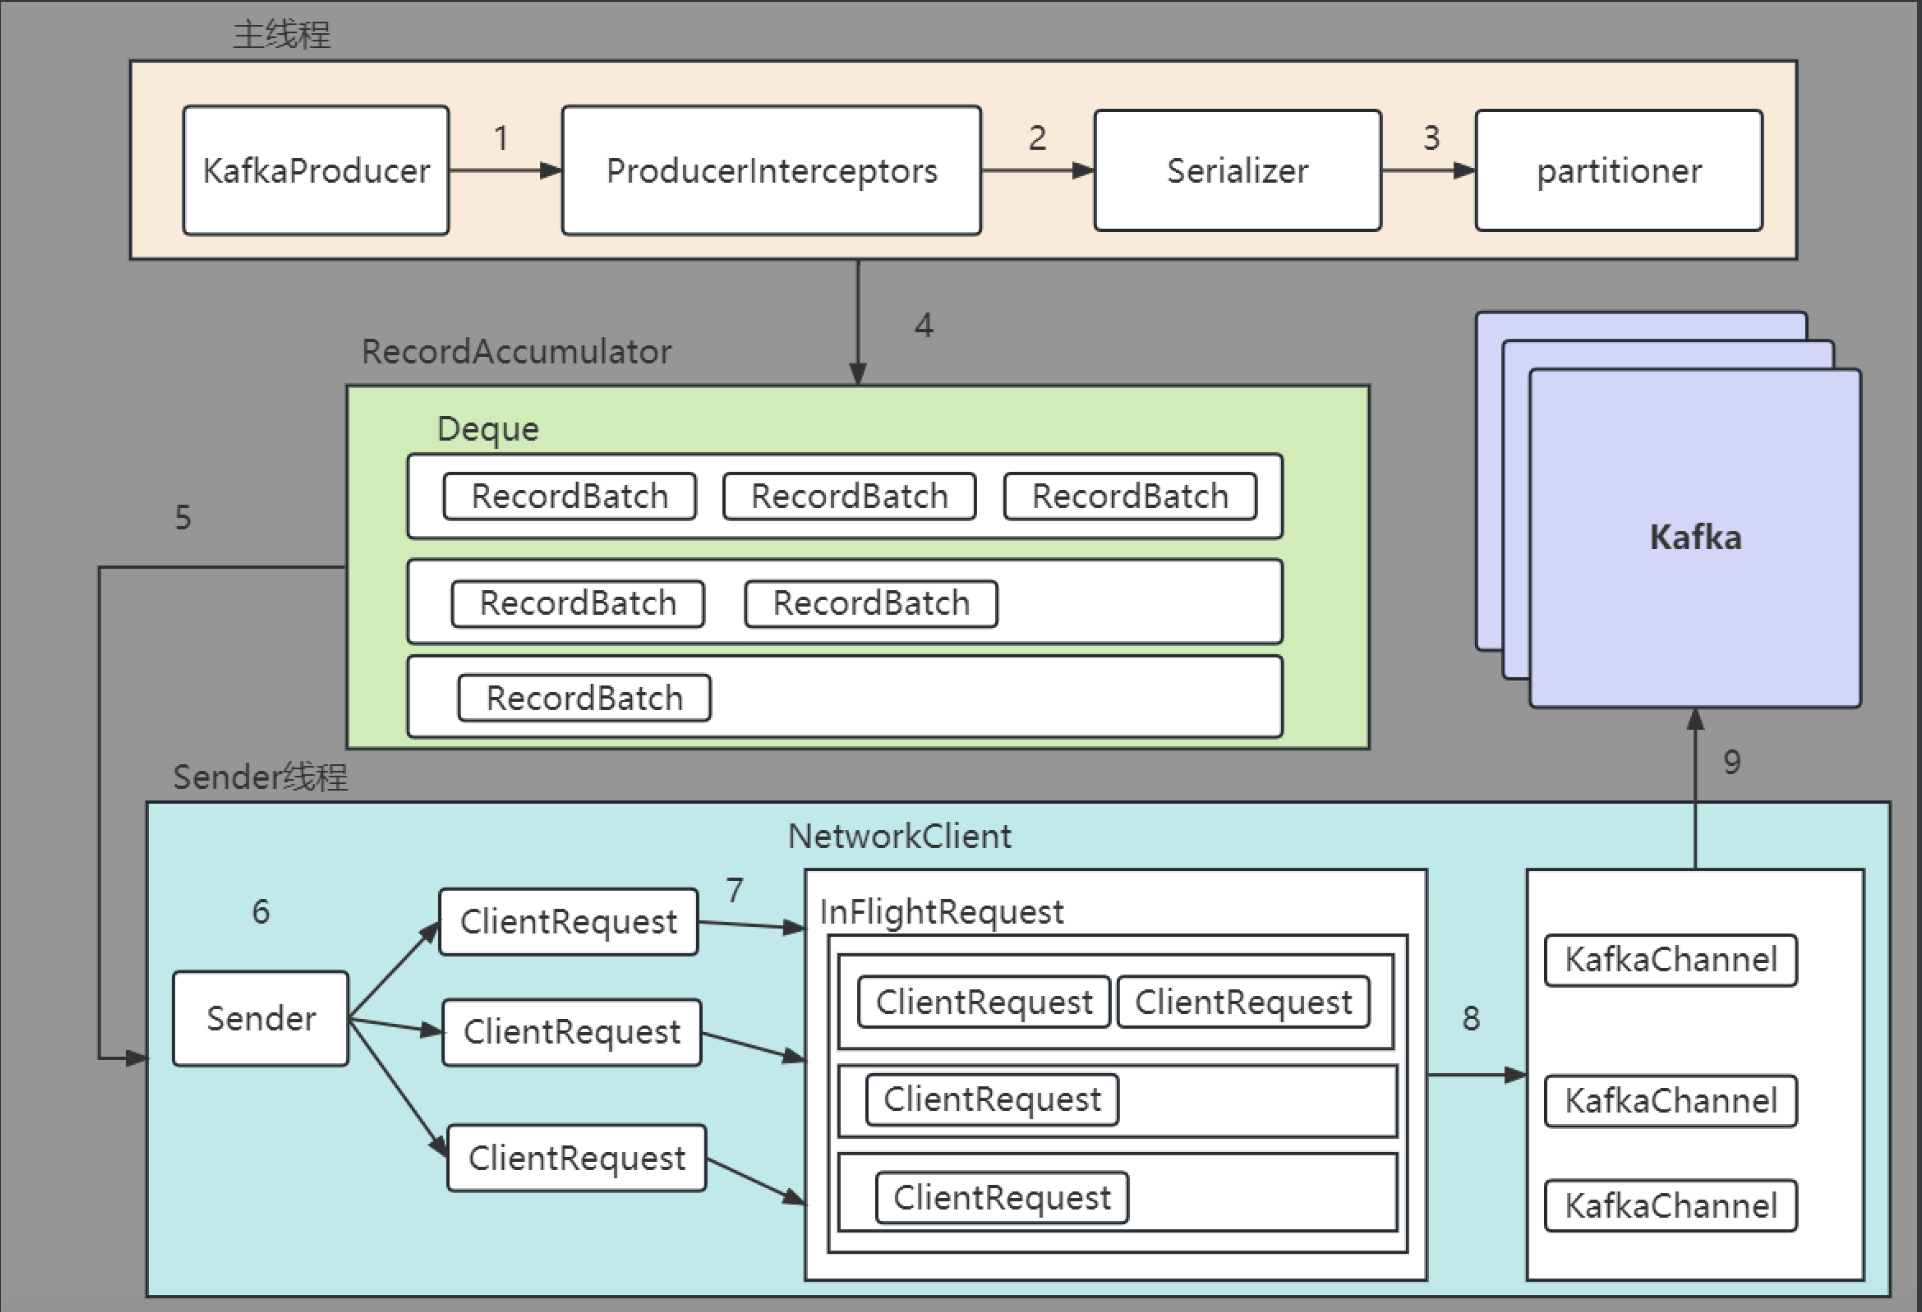 主线程
KafkaProducer
1
ProducerInterceptors
2
Serializer
3
partitioner
4
RecordAccumulator
Deque
RecordBatch RecordBatch RecordBatch
RecordBatch RecordBatch
RecordBatch
5
Kafka
Sender线程
NetworkClient
6
Sender
ClientRequest
ClientRequest
ClientRequest
7
InFlightRequest
ClientRequest ClientRequest
ClientRequest
ClientRequest
8
KafkaChannel
KafkaChannel
KafkaChannel
9